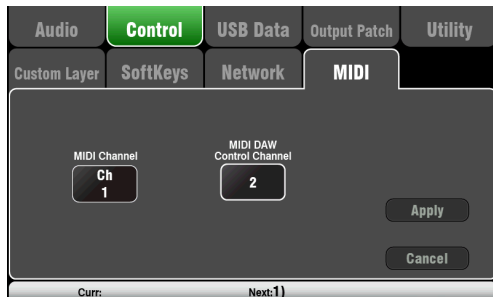 Audio Control USB Data Output Patch Utility
Custom Layer SoftKeys Network MIDI
MIDI Channel
Ch
1
MIDI DAW
Control Channel
2
Apply
Cancel
Curr: Next:1)